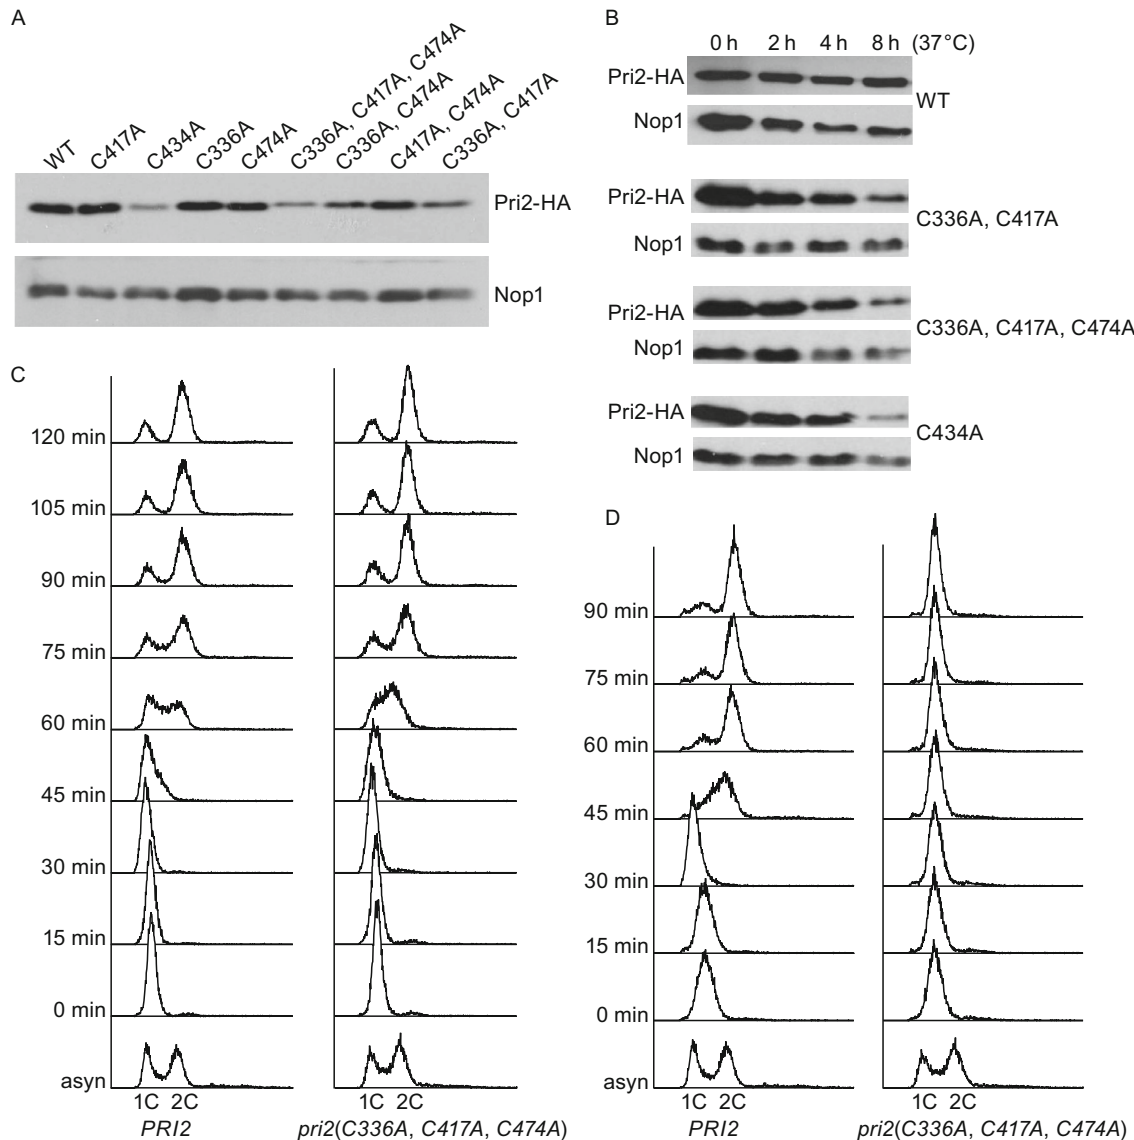 A
WT
C417A
C434A
C336A
C474A
C336A, C417A, C474A
C336A, C474A
C417A, C474A
C336A, C417A
Pri2-HA
Nop1
B
0 h 2 h 4 h 8 h (37°C)
Pri2-HA
Nop1
WT
Pri2-HA
Nop1
C336A, C417A
Pri2-HA
Nop1
C336A, C417A, C474A
Pri2-HA
Nop1
C434A
C
120 min
105 min
90 min
75 min
60 min
45 min
30 min
15 min
0 min
asyn
1C 2C 1C 2C
PRI2 pri2(C336A, C417A, C474A)
D
90 min
75 min
60 min
45 min
30 min
15 min
0 min
asyn
1C 2C 1C 2C
PRI2 pri2(C336A, C417A, C474A)